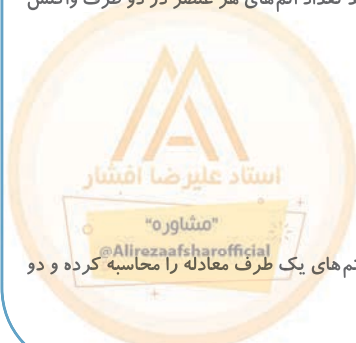 تعداد اتم‌های هر عنصر در دو طرف واکنش
استاد علیرضا افشار
"مشاوره"
@Alirezaafsharofficial
تم‌های یک طرف معادله را محاسبه کرده و دو